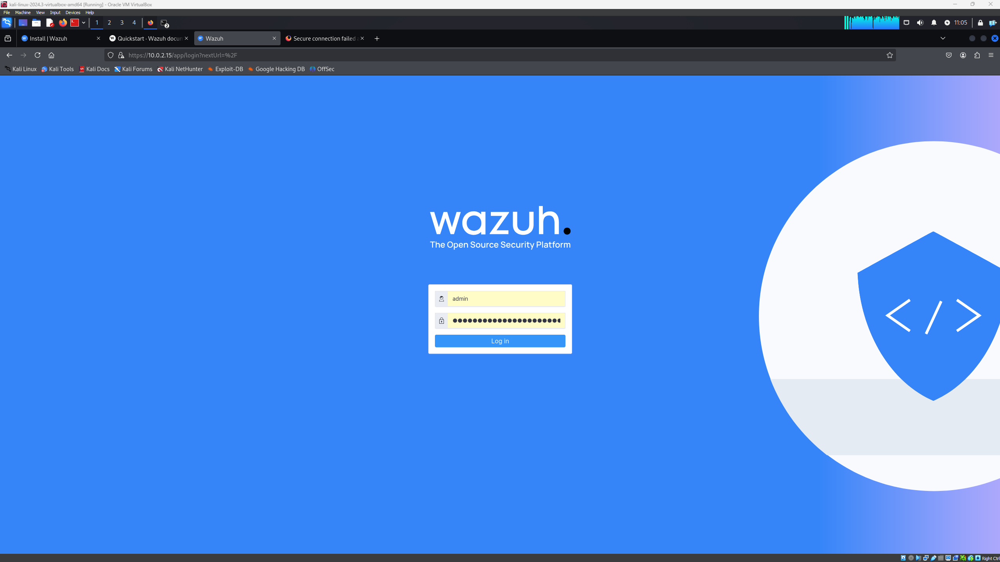 kali-linux-2024.3-virtualbox-amd64 [Running] - Oracle VM VirtualBox
File Machine View Input Devices Help
1 2 3 4 2 11:05
Install | Wazuh Quickstart · Wazuh docum Wazuh Secure connection failed a
https://10.0.2.15/app/login?nextUrl=%2F
Kali Linux Kali Tools Kali Docs Kali Forums Kali NetHunter Exploit-DB Google Hacking DB OffSec
wazuh.
The Open Source Security Platform
admin
Log in
</>
Right Ctrl